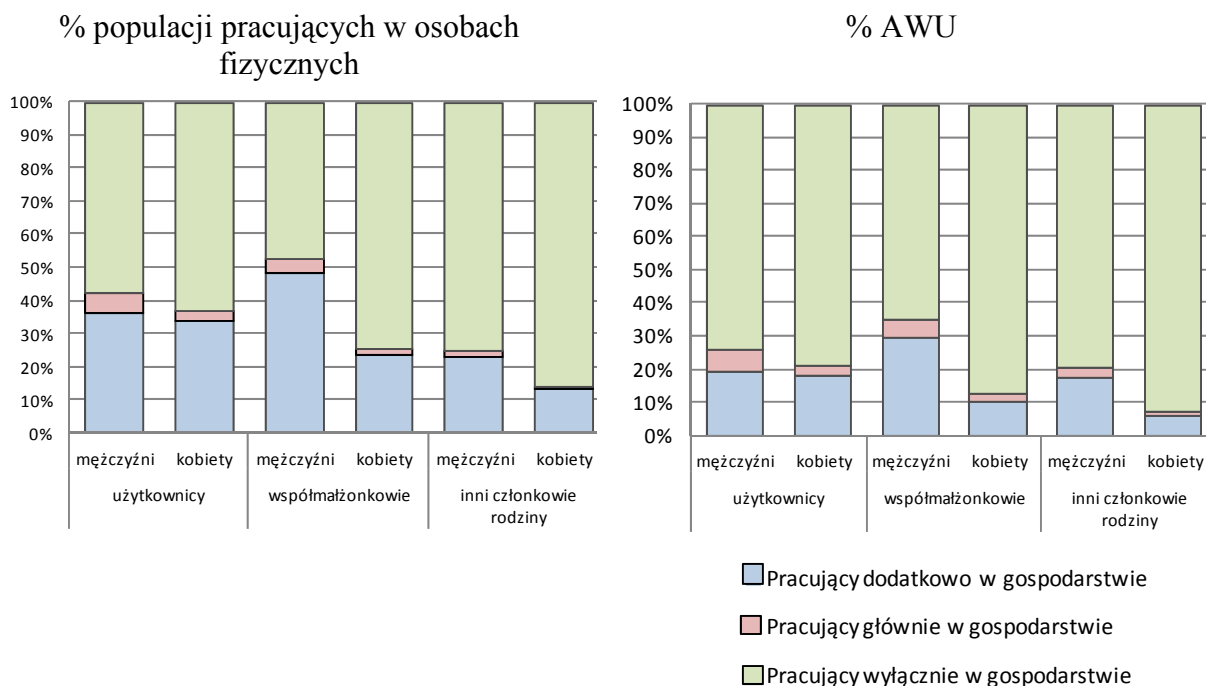 % populacji pracujących w osobach
fizycznych
100%
90%
80%
70%
60%
50%
40%
30%
20%
10%
0%
mężczyźni kobiety mężczyźni kobiety mężczyźni kobiety
użytkownicy współmałżonkowie inni członkowie
rodziny
% AWU
100%
90%
80%
70%
60%
50%
40%
30%
20%
10%
0%
mężczyźni kobiety mężczyźni kobiety mężczyźni kobiety
użytkownicy współmałżonkowie inni członkowie
rodziny
Pracujący dodatkowo w gospodarstwie
Pracujący głównie w gospodarstwie
Pracujący wyłącznie w gospodarstwie